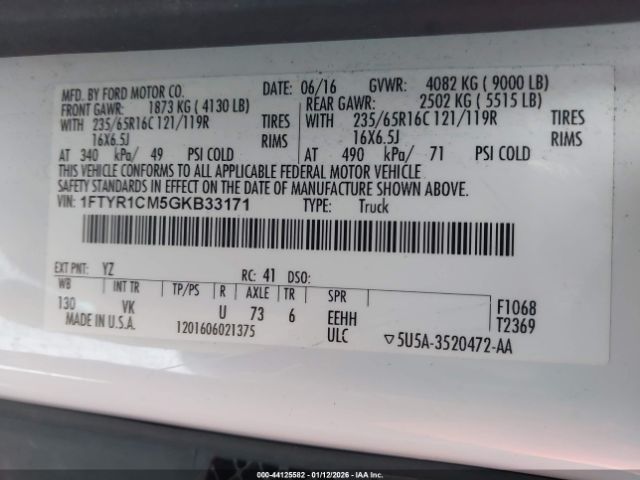 MFD. BY FORD MOTOR CO. DATE: 06/16 GVWR: 4082 KG ( 9000 LB)
FRONT GAWR: 1873 KG ( 4130 LB) REAR GAWR: 2502 KG ( 5515 LB)
WITH 235/65R16C 121/119R TIRES WITH 235/65R16C 121/119R TIRES
16X6.5J RIMS 16X6.5J RIMS
AT 340 kPa/ 49 PSI COLD AT 490 kPa/ 71 PSI COLD
THIS VEHICLE CONFORMS TO ALL APPLICABLE FEDERAL MOTOR VEHICLE
SAFETY STANDARDS IN EFFECT ON THE DATE OF MANUFACTURE SHOWN ABOVE.
VIN: 1FTYR1CM5GKB33171 TYPE: Truck
EXT PNT: YZ RC: 41 DSO:
WB INT TR TP/PS R AXLE TR SPR F1068
130 VK U 73 6 EEHH T2369
MADE IN U.S.A. 1201606021375 ULC ▽5U5A-3520472-AA
000-44125582 - 01/12/2026 - IAA Inc.